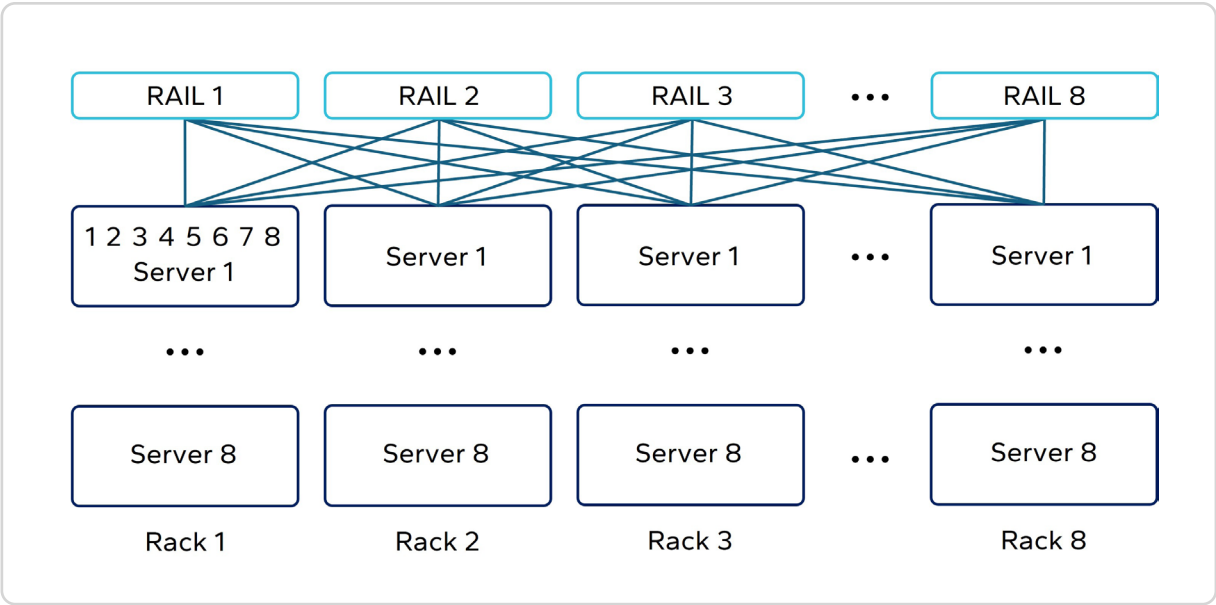 RAIL 1 RAIL 2 RAIL 3 ••• RAIL 8
1 2 3 4 5 6 7 8
Server 1 Server 1 Server 1 ••• Server 1
••• ••• ••• •••
Server 8 Server 8 Server 8 ••• Server 8
Rack 1 Rack 2 Rack 3 Rack 8